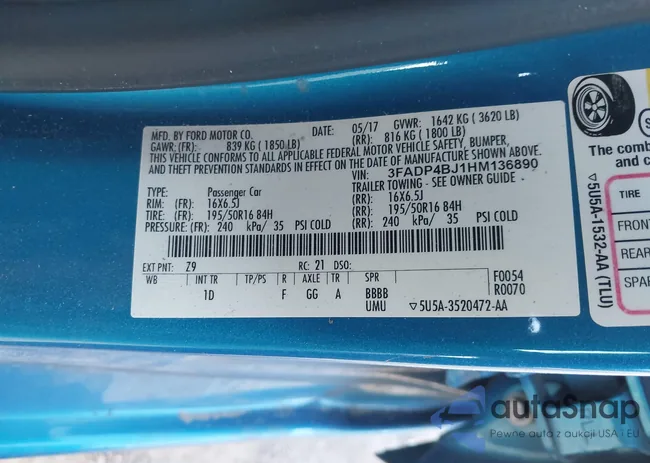 MFD. BY FORD MOTOR CO. DATE: 05/17 GVWR: 1642 KG ( 3620 LB)
GAWR: (FR): 839 KG ( 1850 LB) (RR): 816 KG ( 1800 LB)
THIS VEHICLE CONFORMS TO ALL APPLICABLE FEDERAL MOTOR VEHICLE SAFETY, BUMPER,
AND THEFT PREVENTION STANDARDS IN EFFECT ON THE DATE OF MANUFACTURE SHOWN ABOVE.
VIN: 3FADP4BJ1HM136890
TYPE: Passenger Car TRAILER TOWING - SEE OWNER GUIDE
RIM: (FR) 16X6.5J (RR): 16X6.5J
TIRE: (FR) 195/50R16 84H (RR): 195/50R16 84H
PRESSURE: (FR) 240 kPa/ 35 PSI COLD (RR): 240 kPa/ 35 PSI COLD
EXT PNT: Z9 RC: 21 DSO:
WB INT TR TP/PS R AXLE TR SPR F0054
1D F GG A BBBB R0070
UMU ▽5U5A-3520472-AA
The comb
TIRE
FRONT
REAR
SPA
▽5U5A-1532-AA (TLU)
autoSnap
Pewne auta z aukcji USA i EU